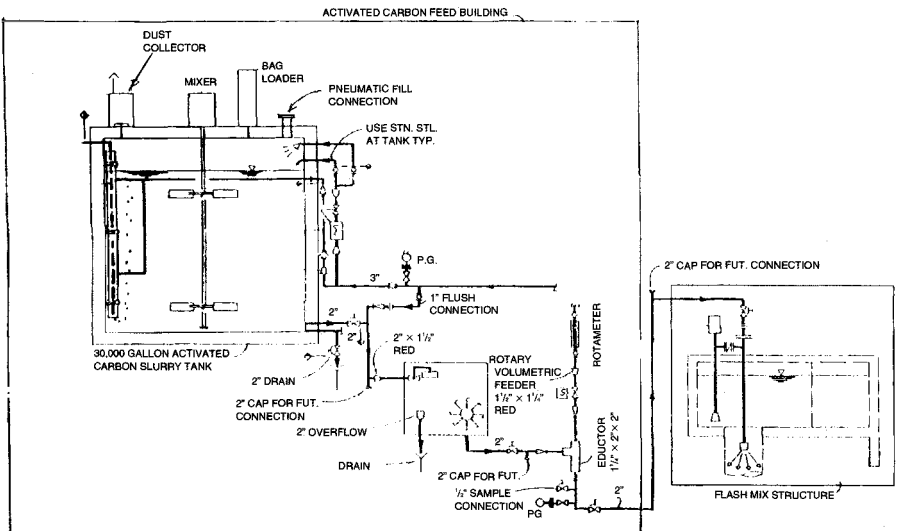 ACTIVATED CARBON FEED BUILDING
DUST
COLLECTOR
MIXER
BAG
LOADER
PNEUMATIC FILL
CONNECTION
USE STN. STL.
AT TANK TYP.
P.G.
3"
1" FLUSH
CONNECTION
2" CAP FOR FUT. CONNECTION
2"
2"
30,000 GALLON ACTIVATED
CARBON SLURRY TANK
2" × 1½"
RED
2" DRAIN
2" CAP FOR FUT.
CONNECTION
2" OVERFLOW
DRAIN
ROTARY
VOLUMETRIC
FEEDER
1½" × 1¼"
RED
ROTAMETER
S
2"
2" CAP FOR FUT.
EDUCTOR
1¼" × 2" × 2"
½" SAMPLE
CONNECTION
PG
2"
FLASH MIX STRUCTURE